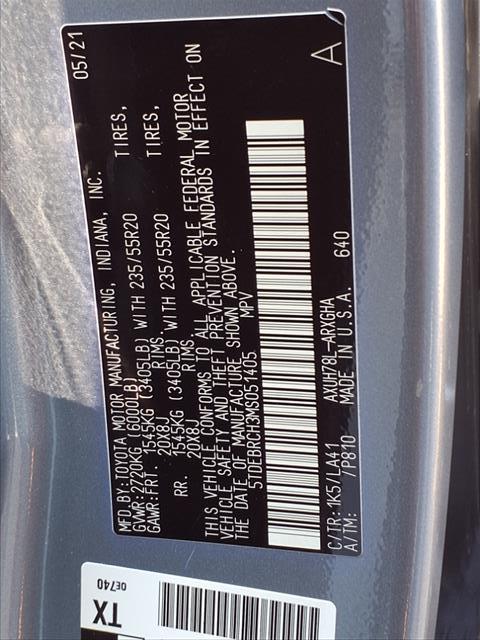 MFD.BY:TOYOTA MOTOR MANUFACTURING, INDIANA, INC. 05/21
GVWR:2720KG (6000LB)
GAWR:FRT. 1545KG (3405LB) WITH 235/55R20 TIRES,
20X8J RIMS.
RR. 1545KG (3405LB) WITH 235/55R20 TIRES,
20X8J RIMS.
THIS VEHICLE CONFORMS TO ALL APPLICABLE FEDERAL MOTOR
VEHICLE SAFETY AND THEFT PREVENTION STANDARDS IN EFFECT ON
THE DATE OF MANUFACTURE SHOWN ABOVE.
5TDEBRCH3MS051405 MPV
C/TR:1K5/LA41 AXUH78L-ARXGHA 640
A/TM: /P810 MADE IN U.S.A. A
0E740
TX